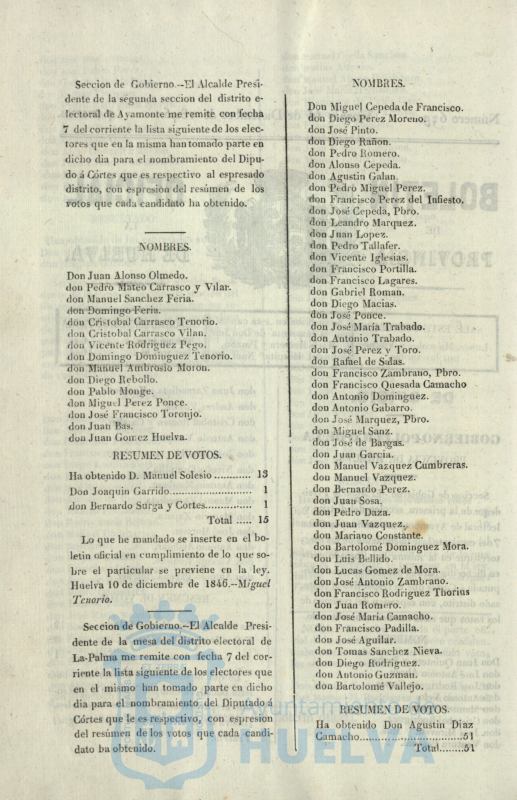 Seccion de Gobierno.--El Alcalde Presi-
dente de la segunda seccion del distrito e-
lectoral de Ayamonte me remite con fecha
7 del corriente la lista siguiente de los elec-
tores que en la misma han tomado parte en
dicho dia para el nombramiento del Dipu-
do á Córtes que es respectivo al espresado
distrito, con espresion del resúmen de los
votos que cada candidato ha obtenido.
NOMBRES.
Don Juan Alonso Olmedo.
don Pedro Mateo Carrasco y Vilar.
don Manuel Sanchez Feria.
don Domingo Feria.
don Cristobal Carrasco Tenorio.
don Cristobal Carrasco Vilan.
don Vicente Rodriguez Pego.
don Domingo Dominguez Tenorio.
don Manuel Ambrosio Moron.
don Diego Rebollo.
don Pablo Monge.
don Miguel Perez Ponce.
don José Francisco Toronjo.
don Juan Bas.
don Juan Gomez Huelva.
RESUMEN DE VOTOS.
Ha obtenido D. Manuel Solesio ............ 13
Don Joaquin Garrido.................... 1
don Bernardo Surga y Cortes............ 1
Total ..... 15
Lo que he mandado se inserte en el bo-
letin oficial en cumplimiento de lo que so-
bre el particular se previene en la ley.
Huelva 10 de diciembre de 1846.--Miguel
Tenorio.
Seccion de Gobierno.--El Alcalde Presi-
dente de la mesa del distrito electoral de
La-Palma me remite con fecha 7 del cor-
riente la lista siguiente de los electores que
en el mismo han tomado parte en dicho
dia para el nombramiento del Diputado á
Córtes que le es respectivo, con espresion
del resúmen de los votos que cada candi-
dato ha obtenido.
NOMBRES.
Don Miguel Cepeda de Francisco.
don Diego Perez Moreno.
don José Pinto.
don Diego Rañon.
don Pedro Romero.
don Alonso Cepeda.
don Agustin Galan.
don Pedro Miguel Perez.
don Francisco Perez del Infiesto.
don José Cepeda, Pbro.
don Leandro Marquez.
don Juan Lopez.
don Pedro Tallafer.
don Vicente Iglesias.
don Francisco Portilla.
don Francisco Lagares.
don Gabriel Roman.
don Diego Macias.
don José Ponce.
don José María Trabado.
don Antonio Trabado.
don José Perez y Toro.
don Rafael de Salas.
don Francisco Zambrano, Pbro.
don Francisco Quesada Camacho
don Antonio Dominguez.
don Antonio Gabarro.
don José Marquez, Pbro.
don Miguel Sanz.
don José de Bargas.
don Juan Garcia.
don Manuel Vazquez Cumbreras.
don Manuel Vazquez.
don Bernardo Perez.
don Juan Sosa.
don Pedro Daza.
don Juan Vazquez.
don Mariano Constante.
don Bartolomé Dominguez Mora.
don Luis Bellido.
don Lucas Gomez de Mora.
don José Antonio Zambrano.
don Francisco Rodriguez Thorius
don Juan Romero.
don José María Camacho.
don Francisco Padilla.
don José Aguilar.
don Tomas Sanchez Nieva.
don Diego Rodriguez.
don Antonio Guzman.
don Bartolomé Vallejo.
RESUMEN DE VOTOS.
Ha obtenido Don Agustin Diaz
Camacho..........................51
Total........51
Ayuntamiento de
HUELVA